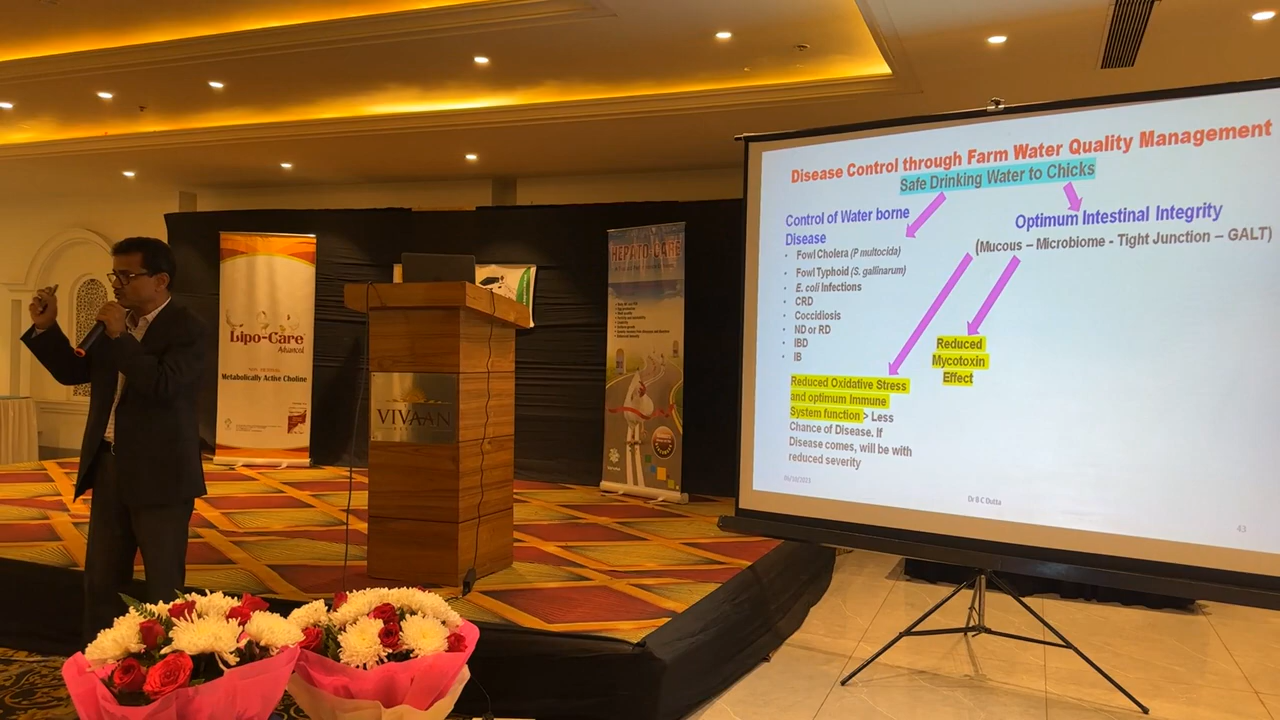 Disease Control through Farm Water Quality Management
Safe Drinking Water to Chicks
Control of Water borne
Disease
• Fowl Cholera (P multocida)
• Fowl Typhoid (S. gallinarum)
• E. coli Infections
• CRD
• Coccidiosis
• ND or RD
• IBD
• IB
Optimum Intestinal Integrity
(Mucous – Microbiome - Tight Junction – GALT)
Reduced
Mycotoxin
Effect
Reduced Oxidative Stress
and optimum Immune
System function > Less
Chance of Disease. If
Disease comes, will be with
reduced severity
Dr B C Dutta
43
Lipo-Care
Advanced
Metabolically Active Choline
VIVAAN
HEPATO-CARE